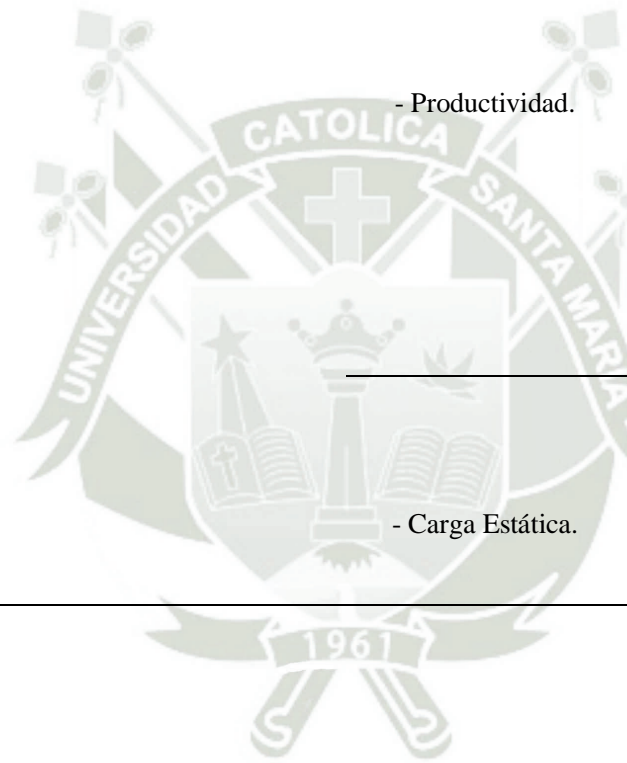 - Productividad.
UNIVERSIDAD CATOLICA SANTA MARIA
- Carga Estática.
1961